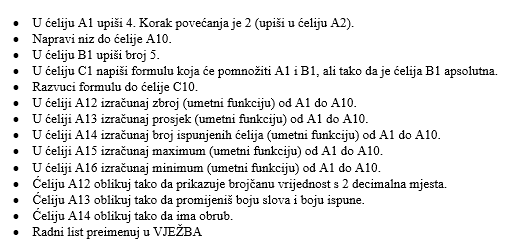 • U ćeliju A1 upiši 4. Korak povećanja je 2 (upiši u ćeliju A2).
• Napravi niz do ćelije A10.
• U ćeliju B1 upiši broj 5.
• U ćeliju C1 napiši formulu koja će pomnožiti A1 i B1, ali tako da je ćelija B1 apsolutna.
• Razvuci formulu do ćelije C10.
• U ćeliji A12 izračunaj zbroj (umetni funkciju) od A1 do A10.
• U ćeliji A13 izračunaj prosjek (umetni funkciju) od A1 do A10.
• U ćeliji A14 izračunaj broj ispunjenih ćelija (umetni funkciju) od A1 do A10.
• U ćeliji A15 izračunaj maximum (umetni funkciju) od A1 do A10.
• U ćeliji A16 izračunaj minimum (umetni funkciju) od A1 do A10.
• Ćeliju A12 oblikuj tako da prikazuje brojčanu vrijednost s 2 decimalna mjesta.
• Ćeliju A13 oblikuj tako da promijeniš boju slova i boju ispune.
• Ćeliju A14 oblikuj tako da ima obrub.
• Radni list preimenuj u VJEŽBA